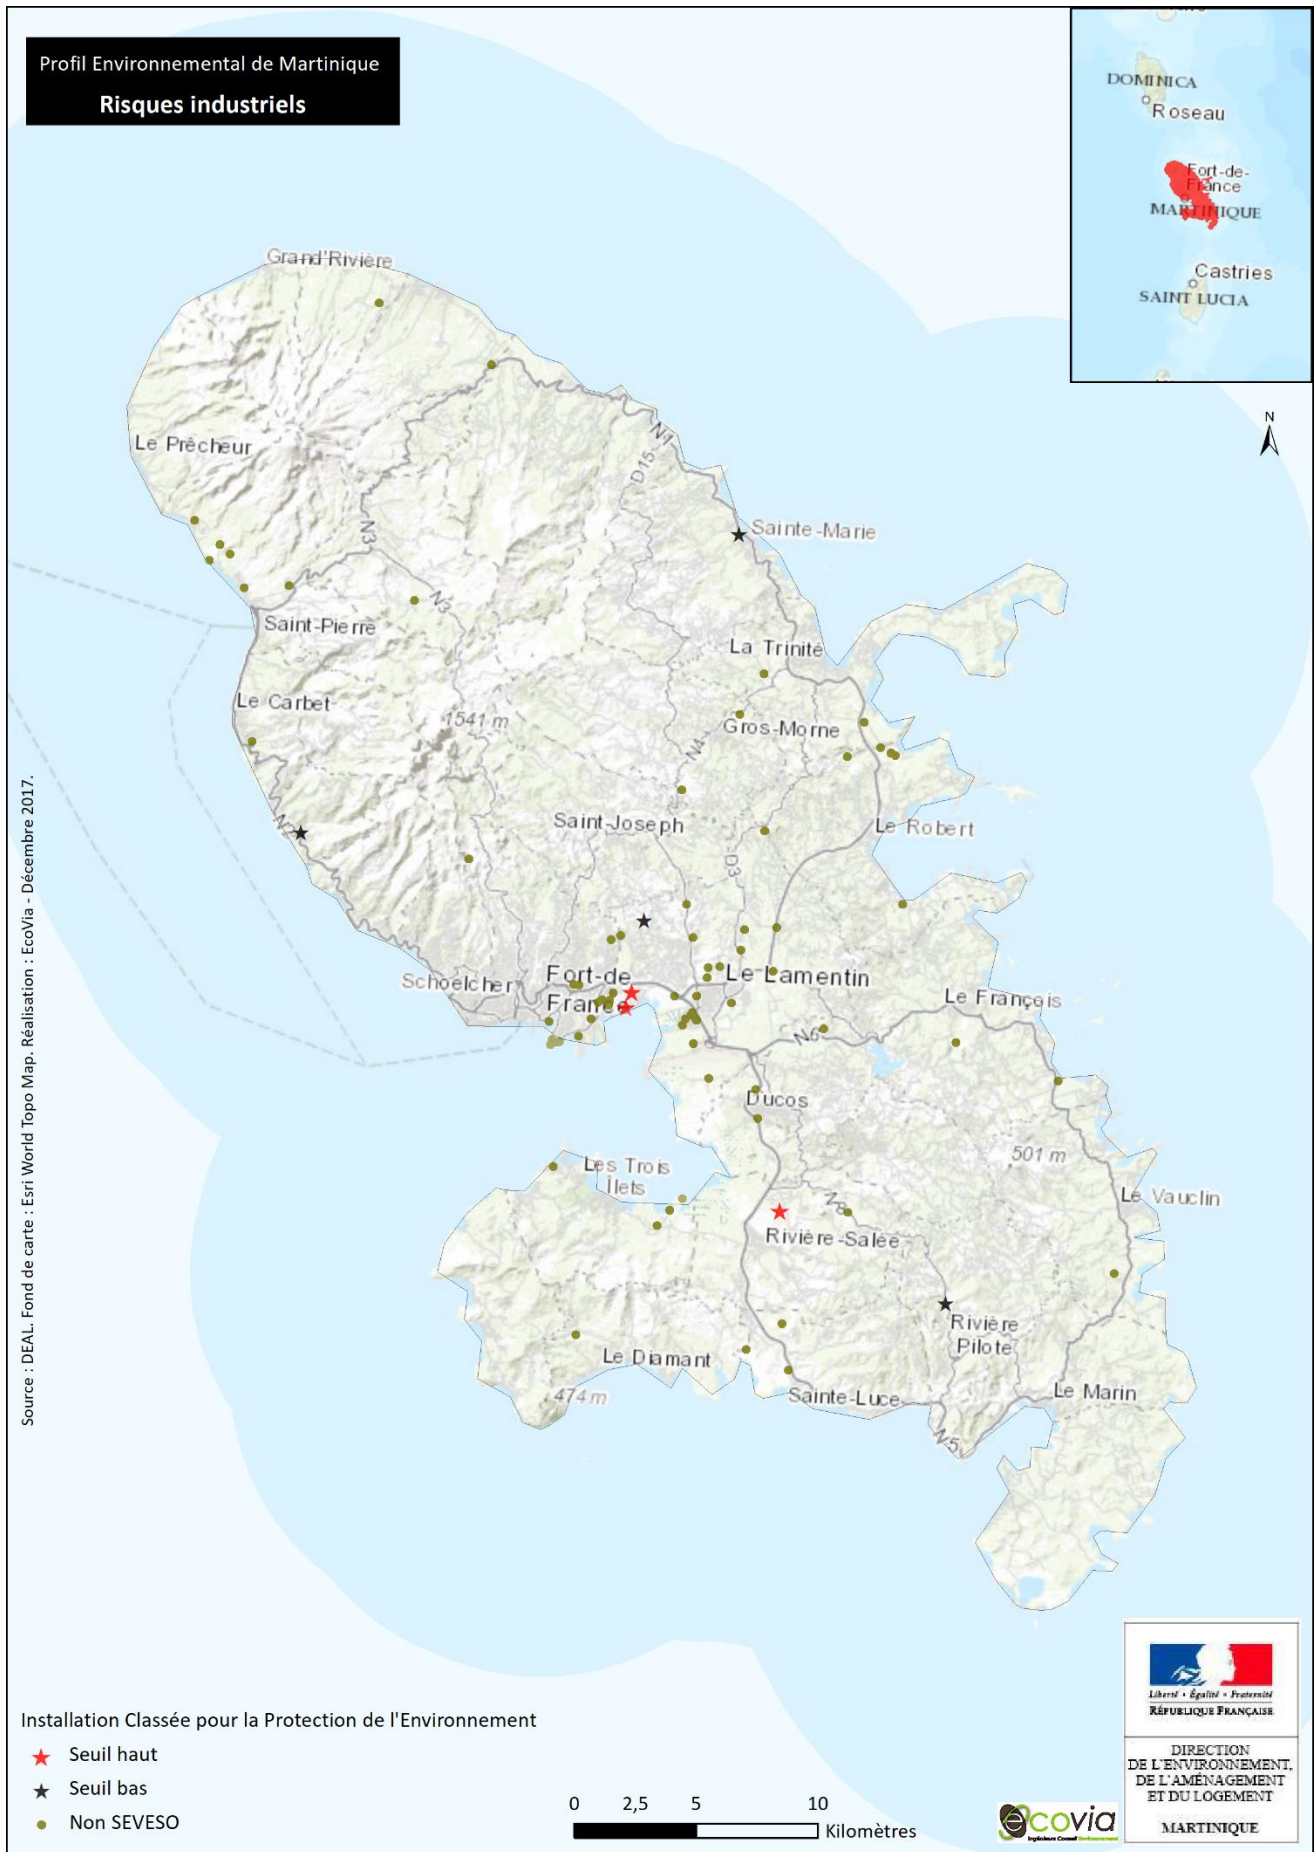 Profil Environnemental de Martinique
Risques industriels
DOMINICA
Roseau
Fort-de-
France
MARTINIQUE
Castries
SAINT LUCIA
N
Grand'Rivière
Le Prêcheur
N1
D15
N3
Sainte-Marie
N3
Saint-Pierre
La Trinité
Le Carbet
1541 m
Gros-Morne
N4
N2
Saint-Joseph
Le Robert
D3
Schoelcher
Fort-de
France
Le Lamentin
Le François
N6
Ducos
501 m
Les Trois
Îlets
Le Vauclin
N8
Rivière-Salée
Rivière
Pilote
Le Diamant
474 m
Sainte-Luce
Le Marin
N5
Source : DEAL. Fond de carte : Esri World Topo Map. Réalisation : EcoVia - Décembre 2017.
Installation Classée pour la Protection de l'Environnement
Seuil haut
Seuil bas
Non SEVESO
0 2,5 5 10
Kilomètres
ecovia
Ingénieurs Conseil Environnement
Liberté • Égalité • Fraternité
RÉPUBLIQUE FRANÇAISE
DIRECTION
DE L'ENVIRONNEMENT,
DE L'AMÉNAGEMENT
ET DU LOGEMENT
MARTINIQUE